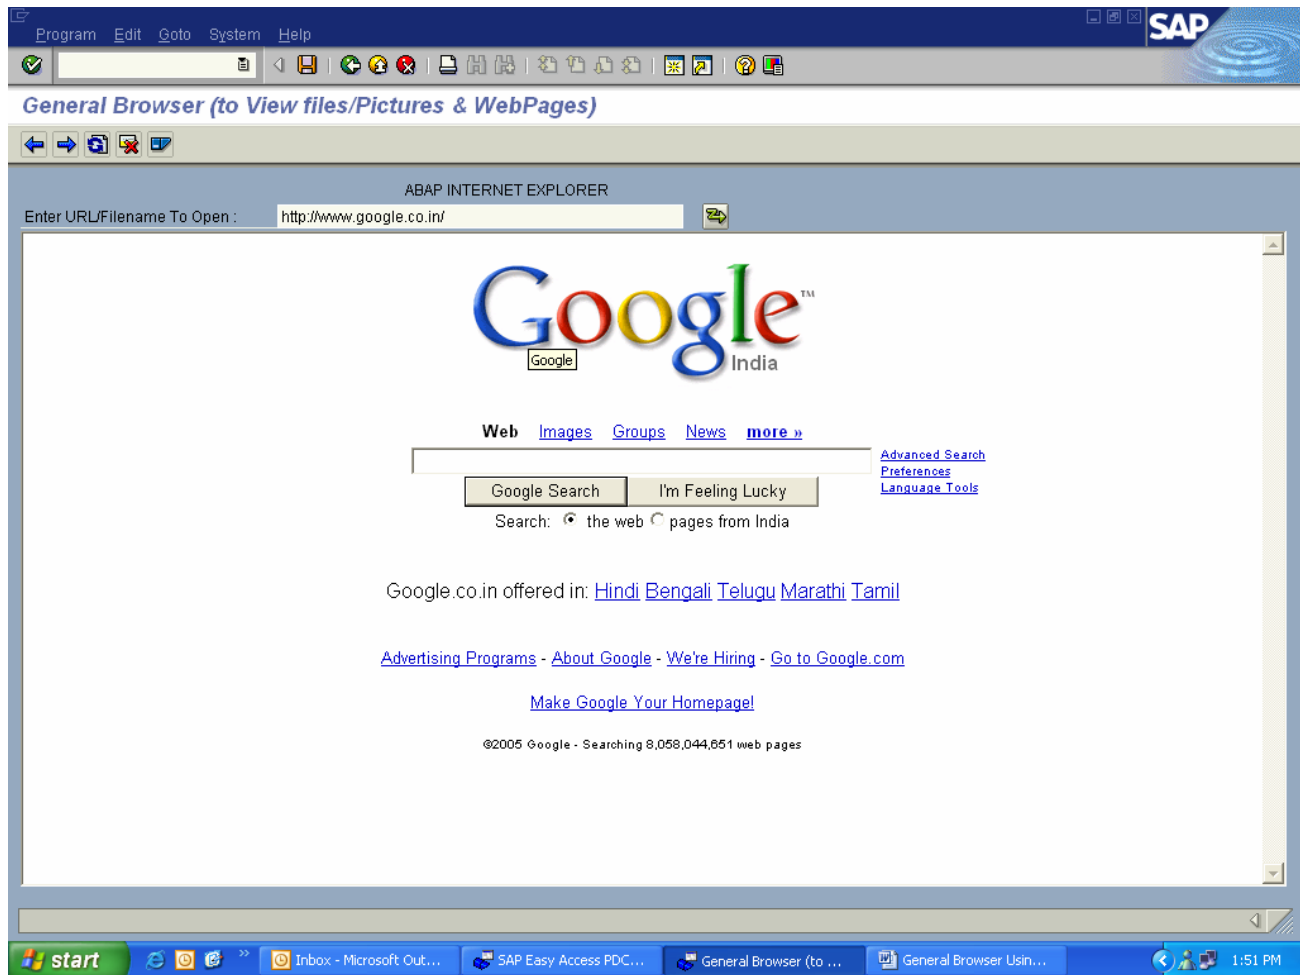 Program Edit Goto System Help
SAP
General Browser (to View files/Pictures & WebPages)
ABAP INTERNET EXPLORER
Enter URL/Filename To Open : http://www.google.co.in/
Google™
India
Google
Web Images Groups News more »
Advanced Search
Preferences
Language Tools
Google Search I'm Feeling Lucky
Search: the web pages from India
Google.co.in offered in: Hindi Bengali Telugu Marathi Tamil
Advertising Programs - About Google - We're Hiring - Go to Google.com
Make Google Your Homepage!
©2005 Google - Searching 8,058,044,651 web pages
start Inbox - Microsoft Out... SAP Easy Access PDC... General Browser (to ... General Browser Usin... 1:51 PM